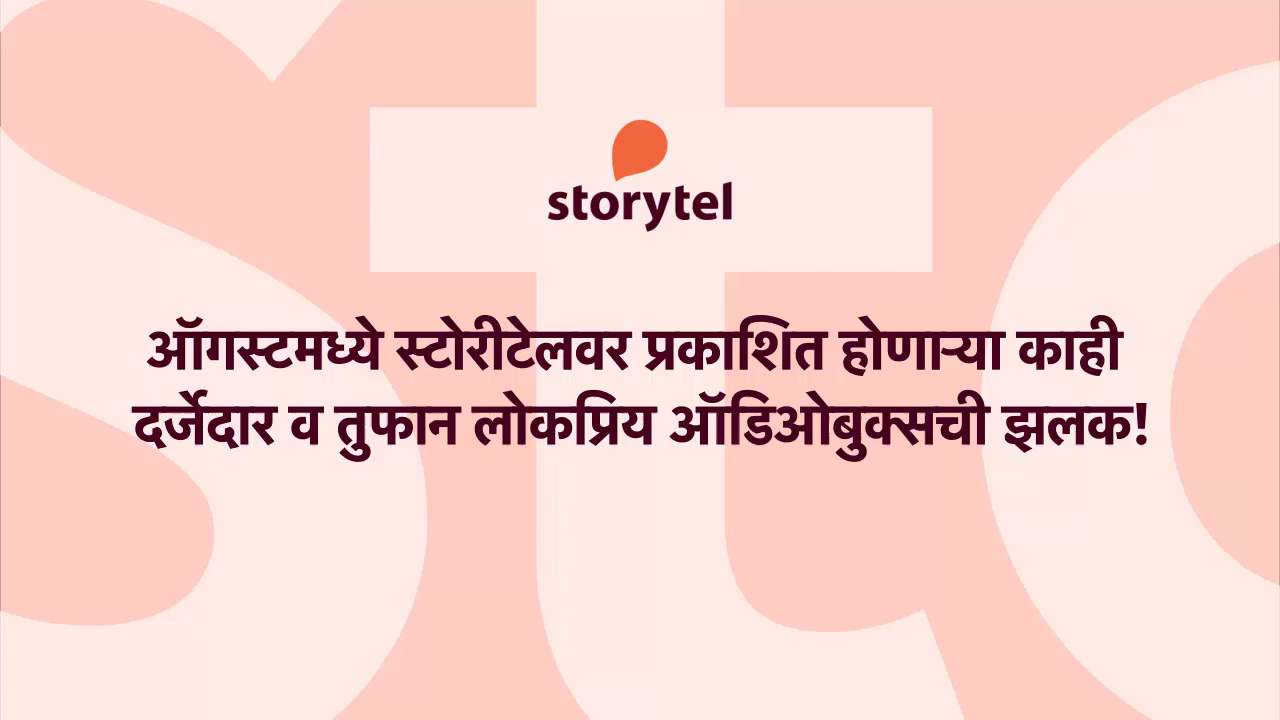 storytel
ऑगस्टमध्ये स्टोरीटेलवर प्रकाशित होणाऱ्या काही
दर्जेदार व तुफान लोकप्रिय ऑडिओबुक्सची झलक!